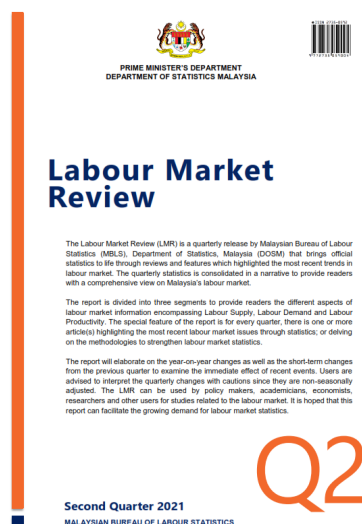 PRIME MINISTER'S DEPARTMENT
DEPARTMENT OF STATISTICS MALAYSIA
Labour Market
Review
The Labour Market Review (LMR) is a quarterly release by Malaysian Bureau of Labour
Statistics (MBLS), Department of Statistics, Malaysia (DOSM) that brings official
statistics to life through reviews and features which highlighted the most recent trends in
labour market. The quarterly statistics is consolidated in a narrative to provide readers
with a comprehensive view on Malaysia's labour market.
The report is divided into three segments to provide readers the different aspects of
labour market information encompassing Labour Supply, Labour Demand and Labour
Productivity. The special feature of the report is for every quarter, there is one or more
article(s) highlighting the most recent labour market issues through statistics; or delving
on the methodologies to strengthen labour market statistics.
The report will elaborate on the year-on-year changes as well as the short-term changes
from the previous quarter to examine the immediate effect of recent events. Users are
advised to interpret the quarterly changes with cautions since they are non-seasonally
adjusted. The LMR can be used by policy makers, academicians, economists,
researchers and other users for studies related to the labour market. It is hoped that this
report can facilitate the growing demand for labour market statistics.
Q2
Second Quarter 2021
MALAYSIAN BUREAU OF LABOUR STATISTICS